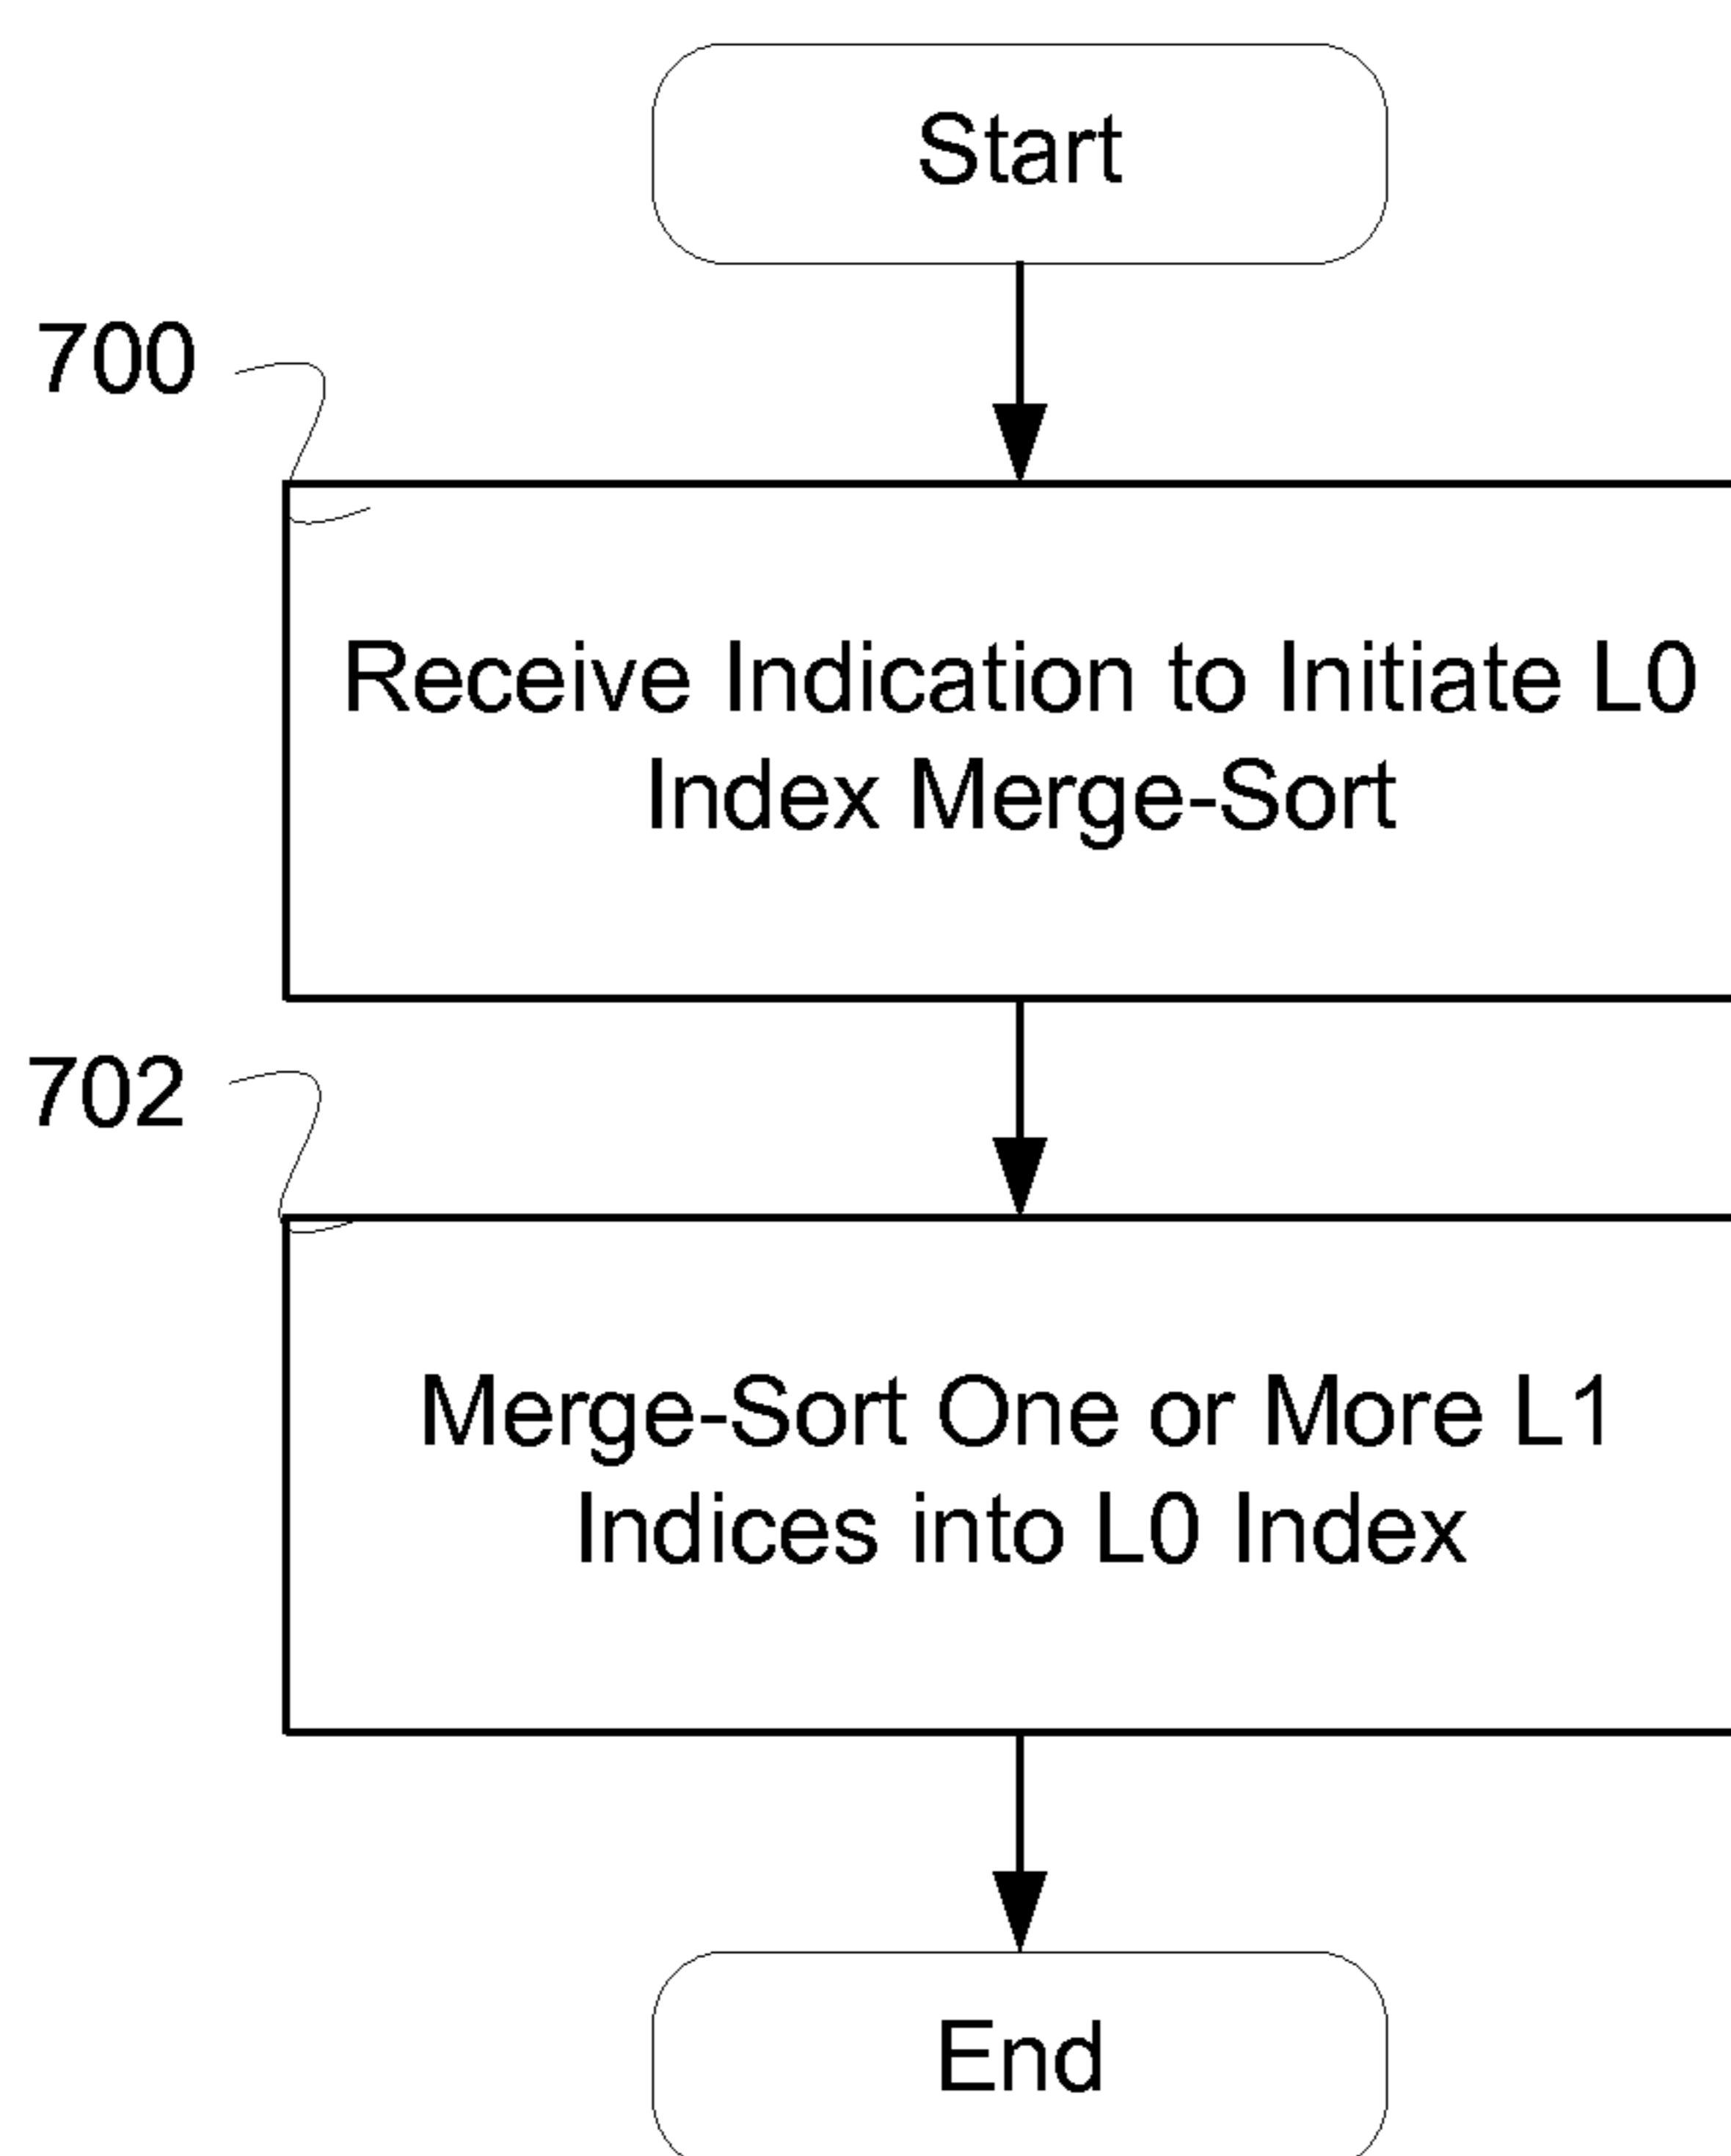 Start
700
Receive Indication to Initiate L0
Index Merge-Sort
702
Merge-Sort One or More L1
Indices into L0 Index
End